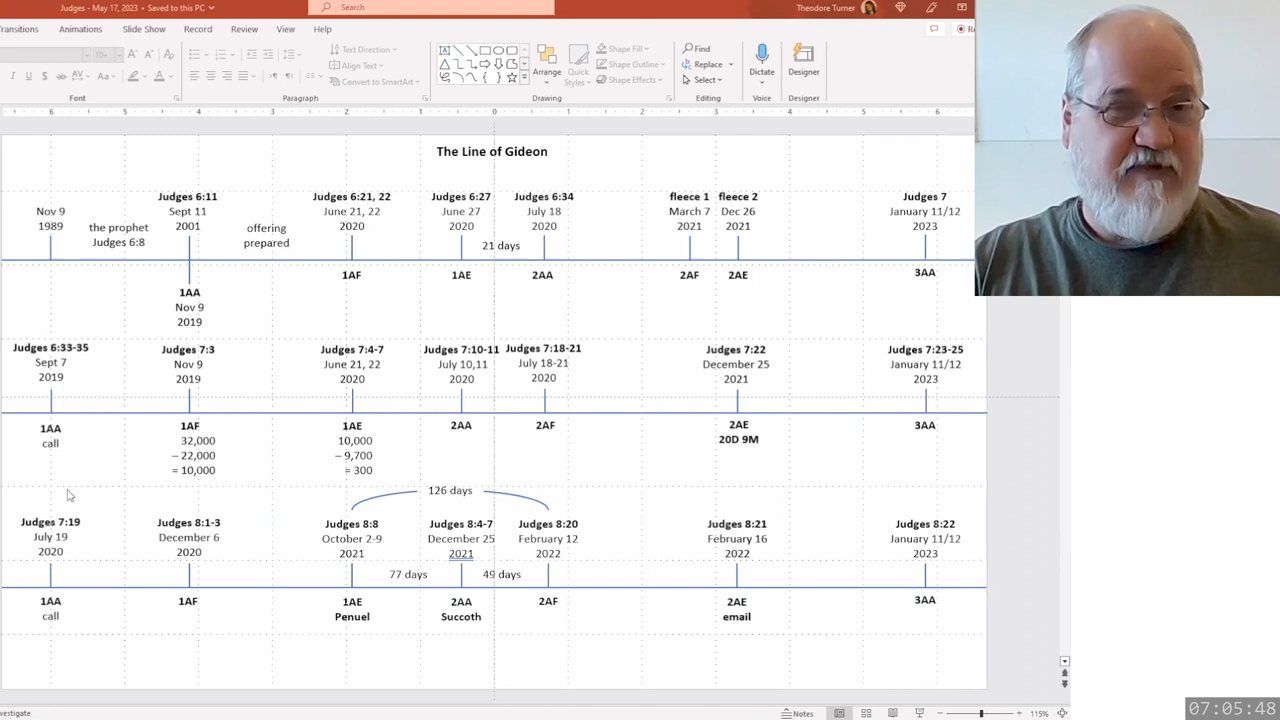 Judges - May 17, 2023 • Saved to this PC
Search
Theodore Turner
Transitions Animations Slide Show Record Review View Help
Text Direction
Align Text
Convert to SmartArt
Shape Fill
Shape Outline
Shape Effects
Arrange
Quick Styles
Find
Replace
Select
Dictate
Designer
Font Paragraph Drawing Editing Voice Designer
6 5 4 3 2 1 0 1 2 3 4 5 6
The Line of Gideon
Judges 6:11 Judges 6:21, 22 Judges 6:27 Judges 6:34 fleece 1 fleece 2 Judges 7
Nov 9 Sept 11 June 21, 22 June 27 July 18 March 7 Dec 26 January 11/12
1989 2001 2020 2020 2020 2021 2021 2023
the prophet offering
Judges 6:8 prepared 21 days
1AF 1AE 2AA 2AF 2AE 3AA
1AA
Nov 9
2019
Judges 6:33-35 Judges 7:3 Judges 7:4-7 Judges 7:10-11 Judges 7:18-21 Judges 7:22 Judges 7:23-25
Sept 7 Nov 9 June 21, 22 July 10,11 July 18-21 December 25 January 11/12
2019 2019 2020 2020 2020 2021 2023
1AA 1AF 1AE 2AA 2AF 2AE 3AA
call 32,000 10,000 20D 9M
– 22,000 – 9,700
= 10,000 = 300
126 days
Judges 7:19 Judges 8:1-3 Judges 8:8 Judges 8:4-7 Judges 8:20 Judges 8:21 Judges 8:22
July 19 December 6 October 2-9 December 25 February 12 February 16 January 11/12
2020 2020 2021 2021 2022 2022 2023
77 days 49 days
1AA 1AF 1AE 2AA 2AF 2AE 3AA
call Penuel Succoth email
Notes
115%
07:05:48